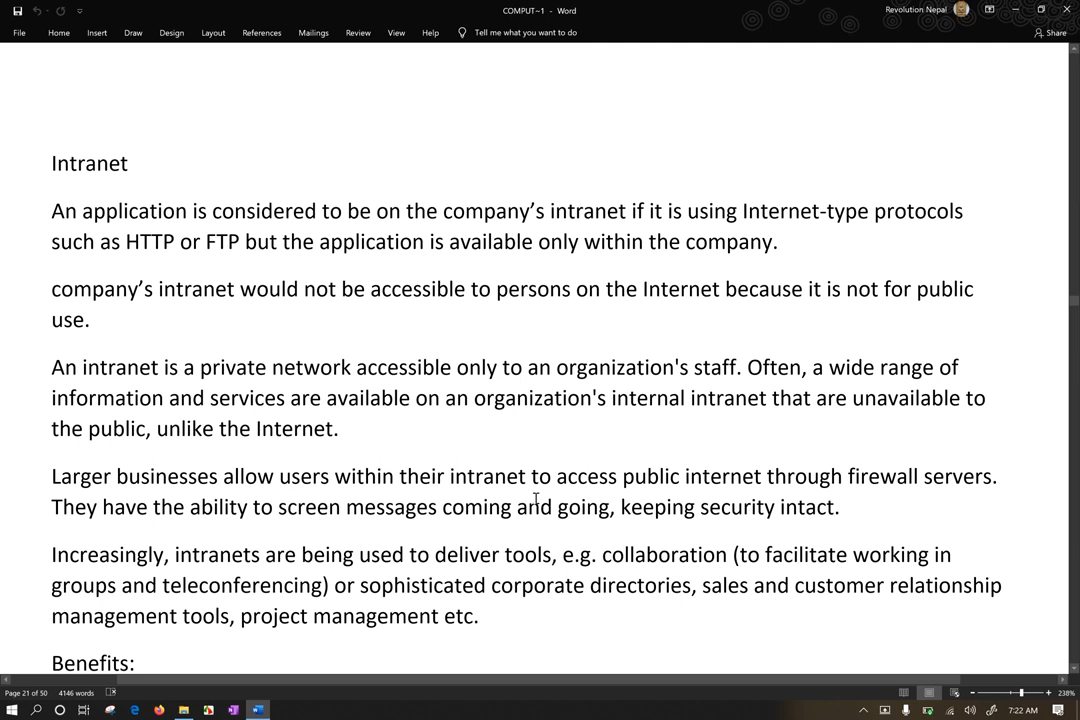 COMPUT~1 - Word
Revolution Nepal
File Home Insert Draw Design Layout References Mailings Review View Help Tell me what you want to do Share
Intranet
An application is considered to be on the company’s intranet if it is using Internet-type protocols
such as HTTP or FTP but the application is available only within the company.
company’s intranet would not be accessible to persons on the Internet because it is not for public
use.
An intranet is a private network accessible only to an organization's staff. Often, a wide range of
information and services are available on an organization's internal intranet that are unavailable to
the public, unlike the Internet.
Larger businesses allow users within their intranet to access public internet through firewall servers.
They have the ability to screen messages coming and going, keeping security intact.
Increasingly, intranets are being used to deliver tools, e.g. collaboration (to facilitate working in
groups and teleconferencing) or sophisticated corporate directories, sales and customer relationship
management tools, project management etc.
Benefits:
Page 21 of 50 4146 words 238%
7:22 AM